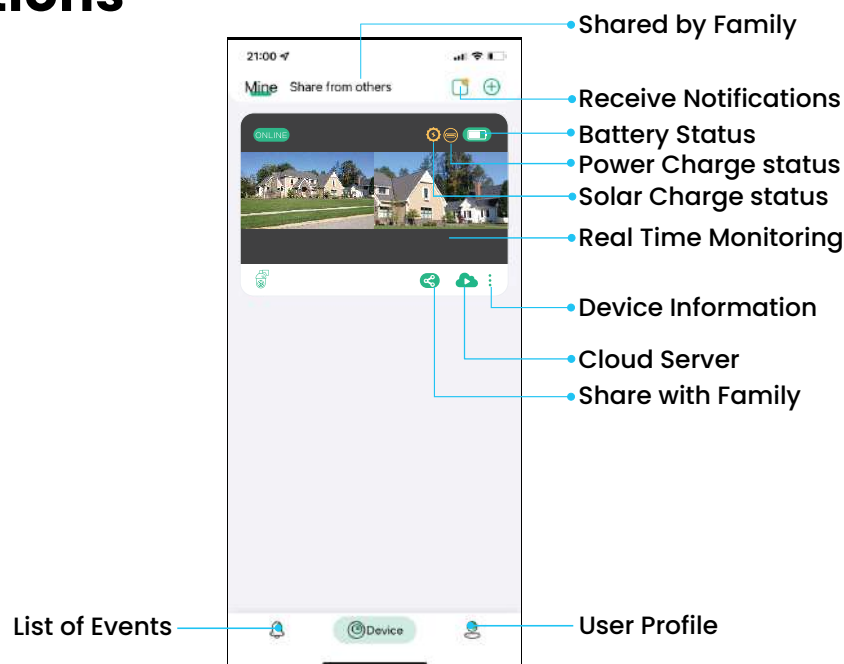 tions
Shared by Family
21:00
Mine Share from others
Receive Notifications
ONLINE
Battery Status
Power Charge status
Solar Charge status
Real Time Monitoring
Device Information
Cloud Server
Share with Family
List of Events
Device
User Profile